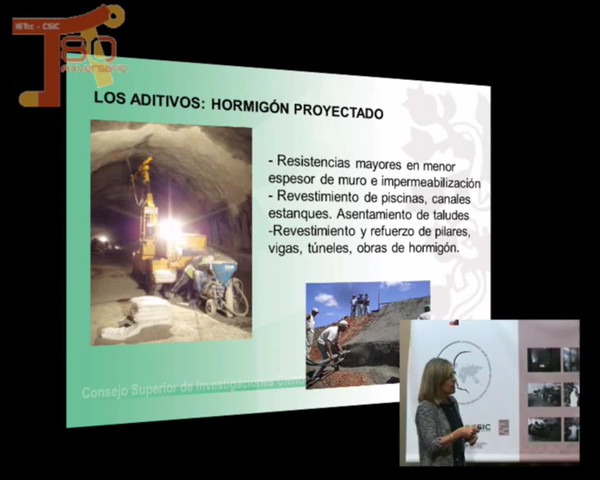 IETcc - CSIC
80
Aniversario
LOS ADITIVOS: HORMIGÓN PROYECTADO
- Resistencias mayores en menor
espesor de muro e impermeabilización
- Revestimiento de piscinas, canales
estanques. Asentamiento de taludes
-Revestimiento y refuerzo de pilares,
vigas, túneles, obras de hormigón.
Consejo Superior de Investigaciones